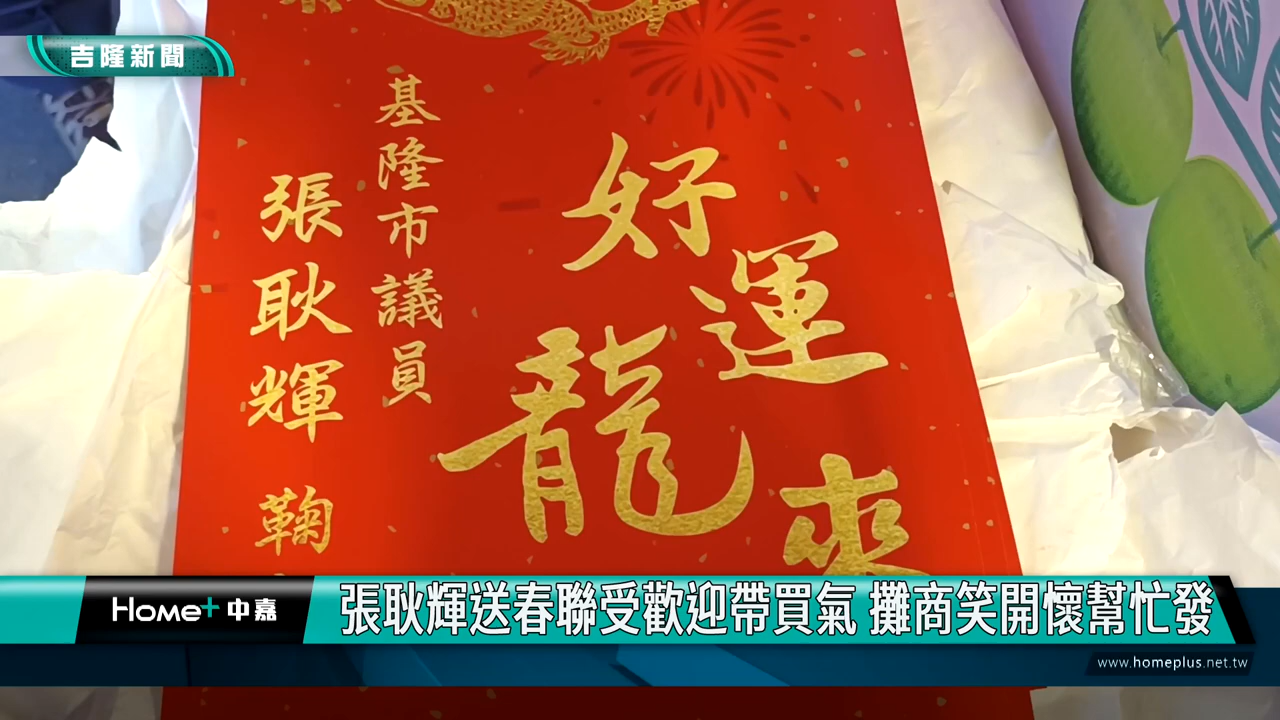 吉隆新聞
好運龍來
基隆市議員
張耿輝 鞠
Home+中嘉
張耿輝送春聯受歡迎帶買氣 攤商笑開懷幫忙發
www.homeplus.net.tw